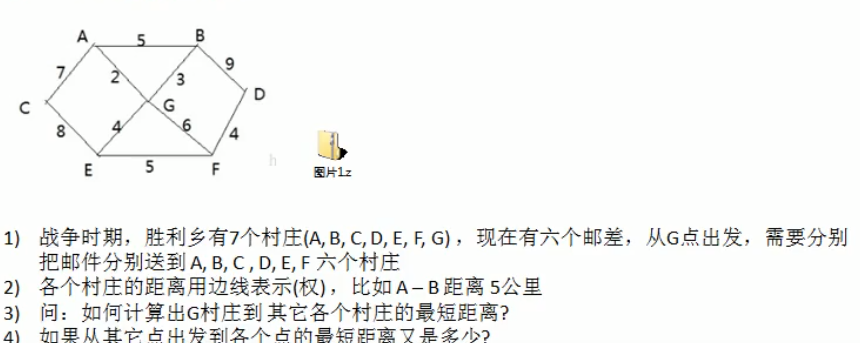 A 5 B
7 2 3 9
C G D
8 4 6 4
E 5 F
h
图片1.z
1) 战争时期，胜利乡有7个村庄(A, B, C, D, E, F, G) ，现在有六个邮差，从G点出发，需要分别
把邮件分别送到 A, B, C , D, E, F 六个村庄
2) 各个村庄的距离用边线表示(权) ，比如 A – B 距离 5公里
3) 问：如何计算出G村庄到 其它各个村庄的最短距离?
4) 如果从其它点出发到各个点的最短距离又是多少?